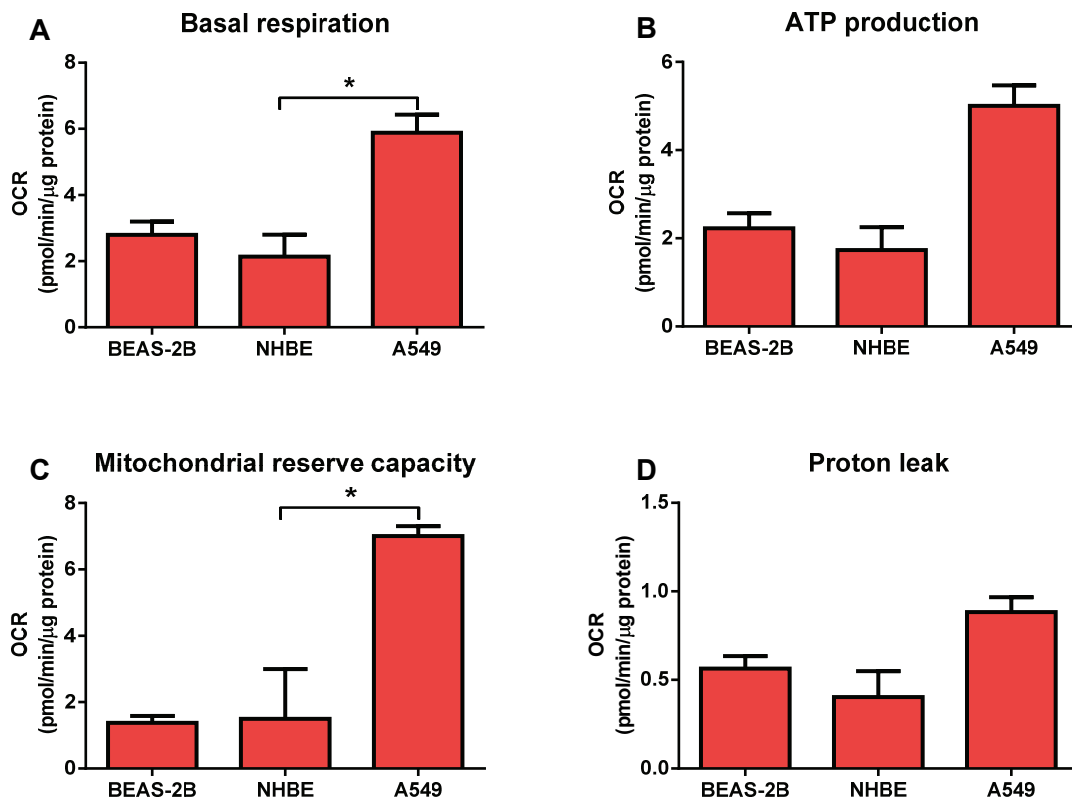 A
Basal respiration
OCR
(pmol/min/μg protein)
8
6
4
2
0
*
BEAS-2B
NHBE
A549
B
ATP production
OCR
(pmol/min/μg protein)
6
4
2
0
BEAS-2B
NHBE
A549
C
Mitochondrial reserve capacity
OCR
(pmol/min/μg protein)
8
6
4
2
0
*
BEAS-2B
NHBE
A549
D
Proton leak
OCR
(pmol/min/μg protein)
1.5
1.0
0.5
0.0
BEAS-2B
NHBE
A549